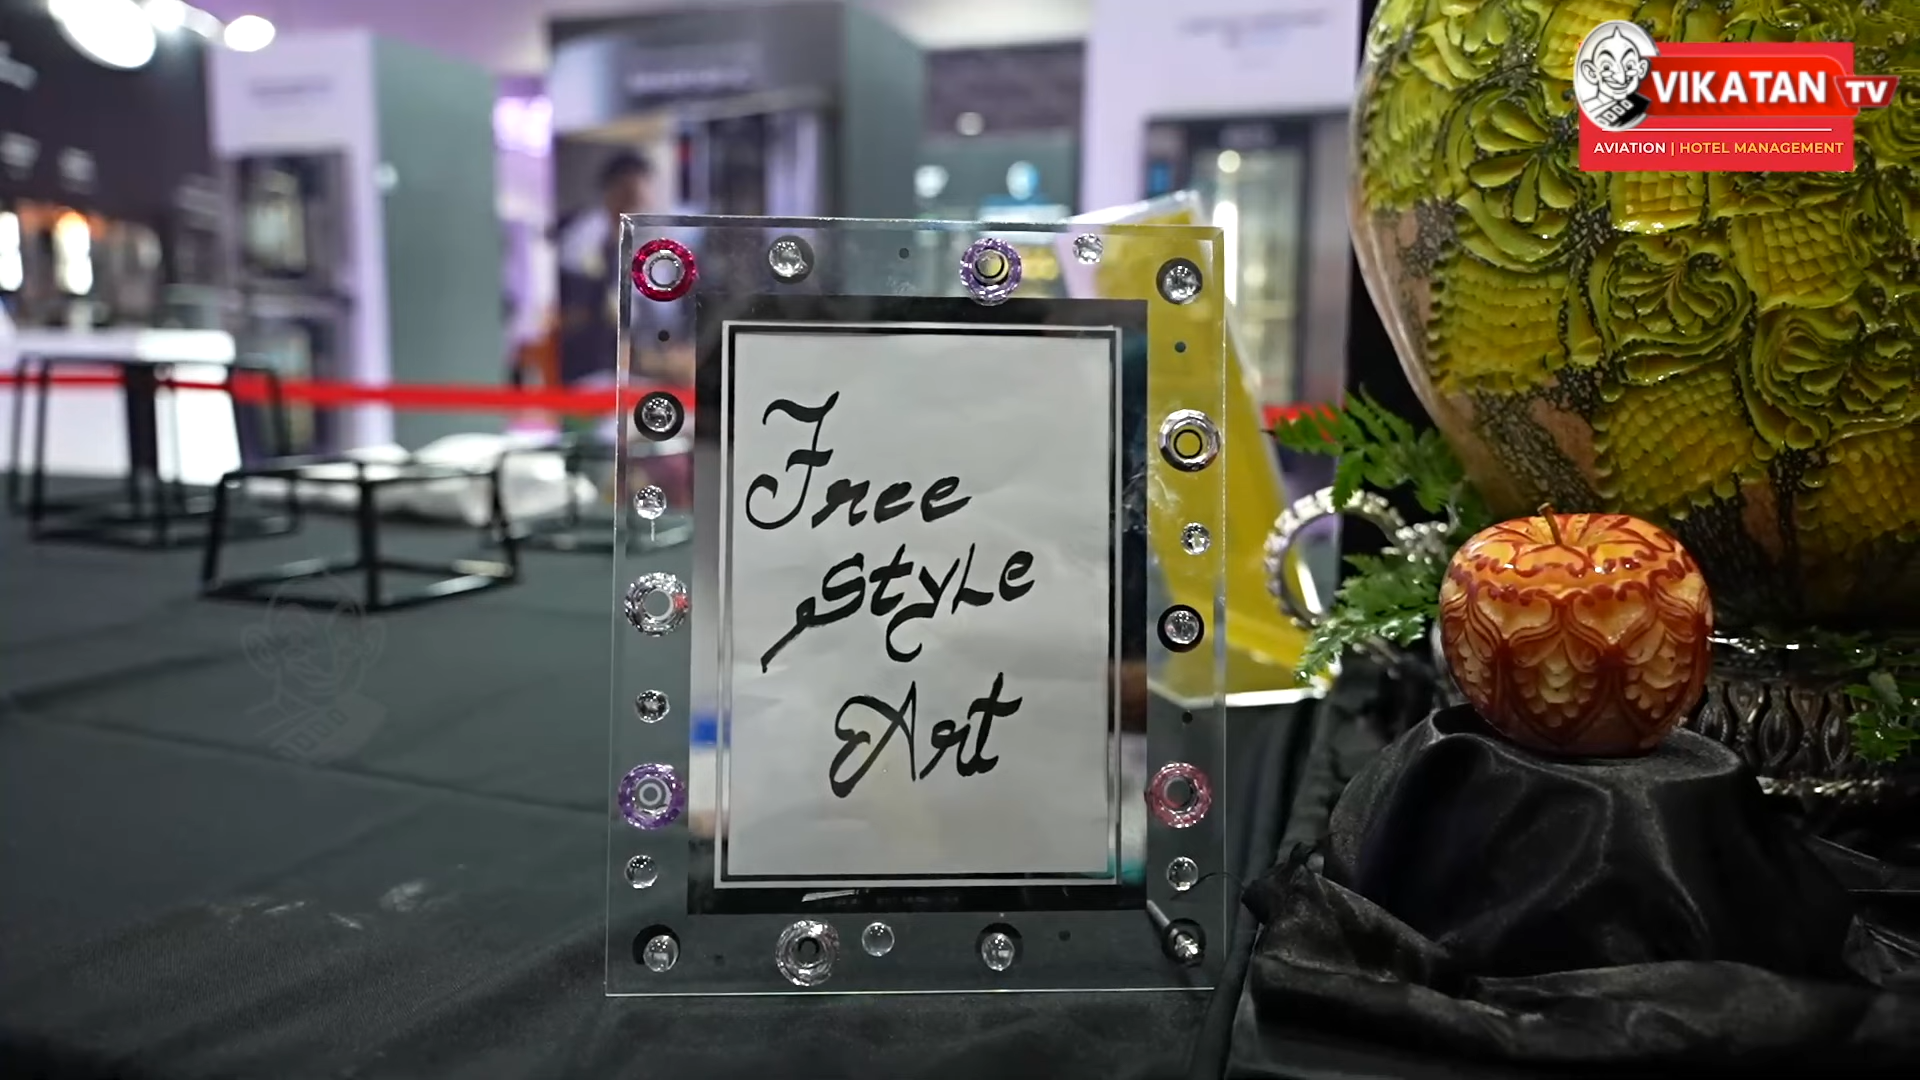 VIKATAN TV
AVIATION | HOTEL MANAGEMENT
Free
StyLe
Art